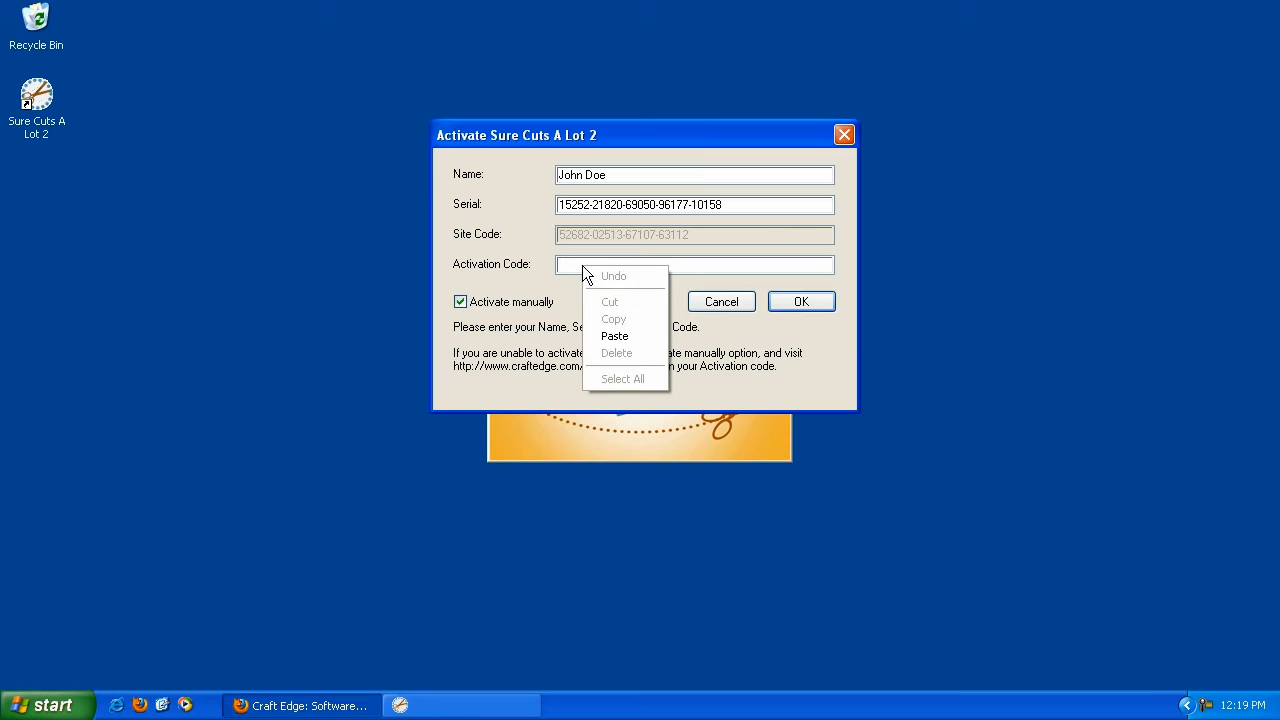 Recycle Bin
Sure Cuts A
Lot 2
Activate Sure Cuts A Lot 2
Name:
John Doe
Serial:
15252-21820-69050-96177-10158
Site Code:
52682-02513-67107-63112
Activation Code:
Undo
Cut
Copy
Paste
Delete
Select All
Activate manually
Cancel
OK
Please enter your Name, Se Code.
If you are unable to activate ate manually option, and visit
http://www.craftedge.com/ n your Activation code.
start
Craft Edge: Software...
12:19 PM